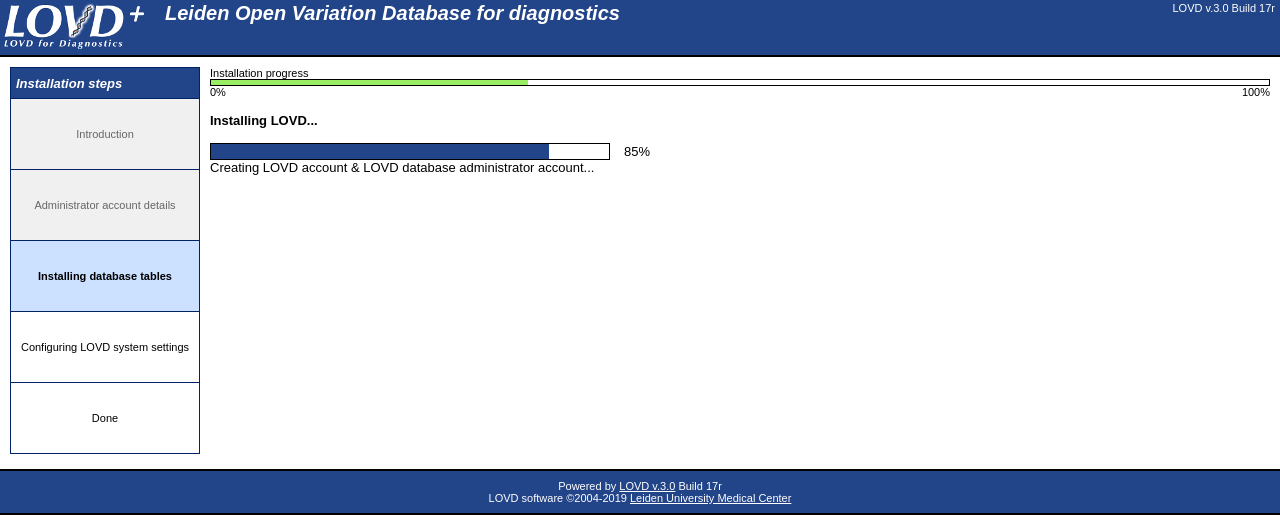 LOVD+
LOVD for Diagnostics
Leiden Open Variation Database for diagnostics
LOVD v.3.0 Build 17r
Installation steps
Introduction
Administrator account details
Installing database tables
Configuring LOVD system settings
Done
Installation progress
0% 100%
Installing LOVD...
85%
Creating LOVD account & LOVD database administrator account...
Powered by LOVD v.3.0 Build 17r
LOVD software ©2004-2019 Leiden University Medical Center